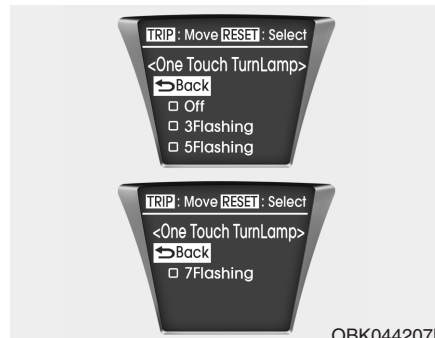 TRIP : Move RESET : Select
<One Touch TurnLamp>
Back
Off
3Flashing
5Flashing
TRIP : Move RESET : Select
<One Touch TurnLamp>
Back
7Flashing